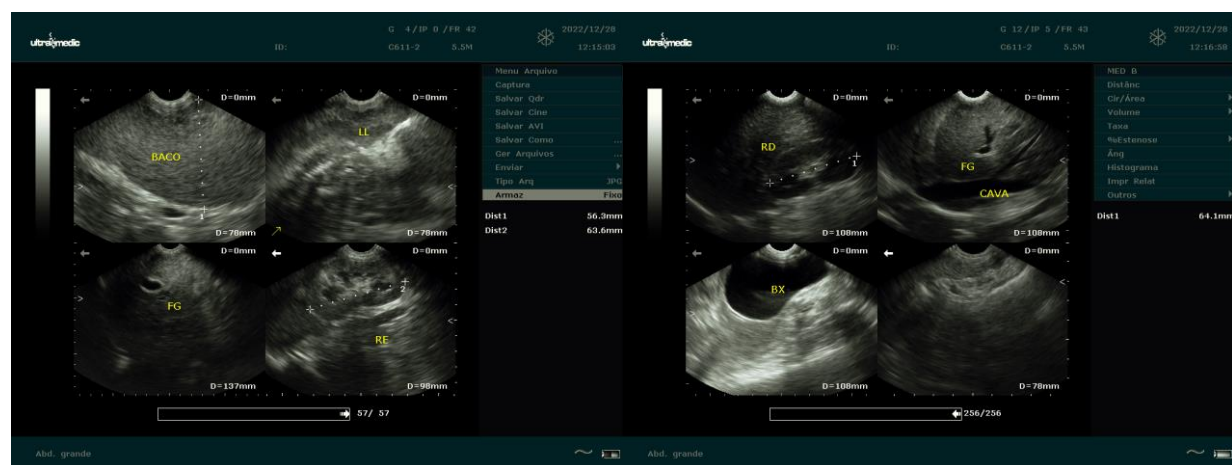 ultramedic
G 4/IP 0 /FR 42
2022/12/28
ID:
C611-2 5.5M
12:15:03
Menu Arquivo
Captura
Salvar Qdr
Salvar Cine
Salvar AVI
Salvar Como ...
Ger Arquivos ...
Enviar
Tipo Arq JPG
Armaz Fixo
Dist1 56.3mm
Dist2 63.6mm
D=0mm
D=0mm
BACO
LL
1
D=78mm
D=78mm
D=0mm
D=0mm
FG
2
RE
D=137mm
D=98mm
57/ 57
Abd. grande
ultramedic
G 12/IP 5 /FR 43
2022/12/28
ID:
C611-2 5.5M
12:16:58
MED B
Distânc
Cir/Área
Volume
Taxa
%Estenose
Âng
Histograma
Impr Relat
Outros
Dist1 64.1mm
D=0mm
D=0mm
RD
1
FG
CAVA
D=108mm
D=108mm
D=0mm
D=0mm
BX
D=108mm
D=78mm
256/256
Abd. grande